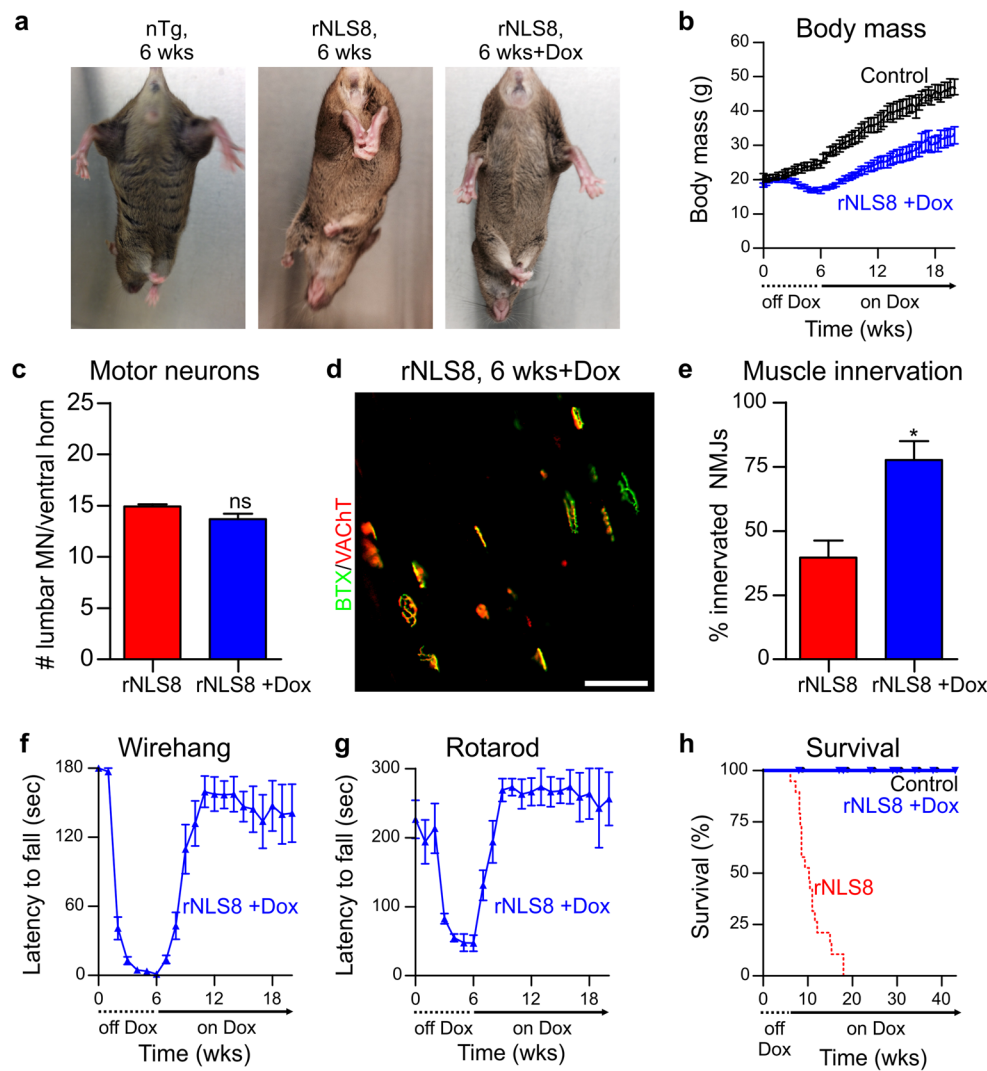 a
nTg,
6 wks
rNLS8,
6 wks
rNLS8,
6 wks+Dox
b
Body mass
Body mass (g)
60
50
40
30
20
10
0
Control
rNLS8 +Dox
0 6 12 18
off Dox on Dox
Time (wks)
c
Motor neurons
# lumbar MN/ventral horn
25
20
15
10
5
0
ns
rNLS8 rNLS8 +Dox
d
rNLS8, 6 wks+Dox
BTX/VAChT
e
Muscle innervation
% innervated NMJs
100
75
50
25
0
*
rNLS8 rNLS8 +Dox
f
Wirehang
Latency to fall (sec)
180
120
60
0
rNLS8 +Dox
0 6 12 18
off Dox on Dox
Time (wks)
g
Rotarod
Latency to fall (sec)
300
200
100
0
rNLS8 +Dox
0 6 12 18
off Dox on Dox
Time (wks)
h
Survival
Survival (%)
100
75
50
25
0
Control
rNLS8 +Dox
rNLS8
0 10 20 30 40
off
Dox
on Dox
Time (wks)